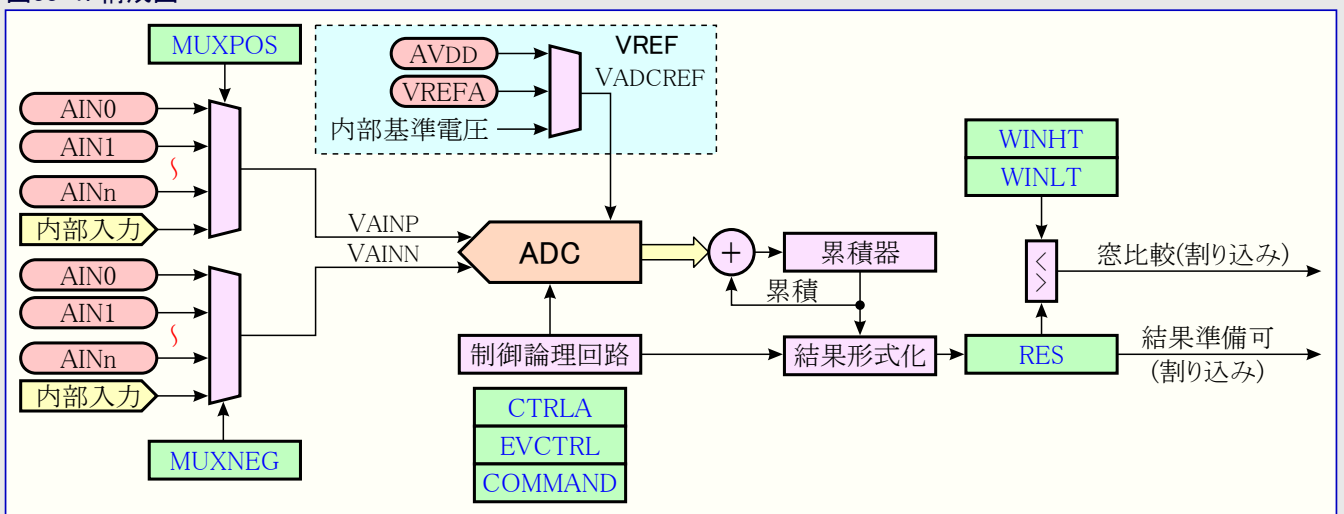 MUXPOS
AIN0
AIN1
AINn
内部入力
AIN0
AIN1
AINn
内部入力
MUXNEG
AVDD
VREFA
内部基準電圧
VREF
VADCREF
VAINP
VAINN
ADC
+
累積器
累積
制御論理回路
結果形式化
CTRLA
EVCTRL
COMMAND
WINHT
WINLT
< >
RES
窓比較(割り込み)
結果準備可
(割り込み)